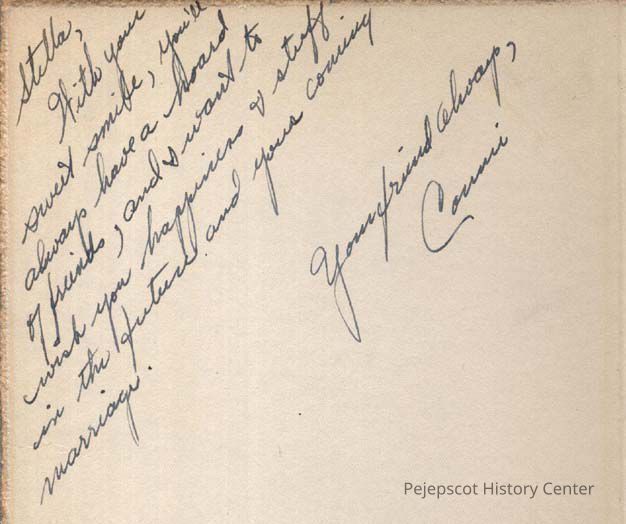 Stella,
With your
sweet smile, you'll
always have a hoard
of friends, and I want to
wish you happiness & stuff
in the future and your coming
marriage.
Your friend always,
Connie
Pejepscot History Center